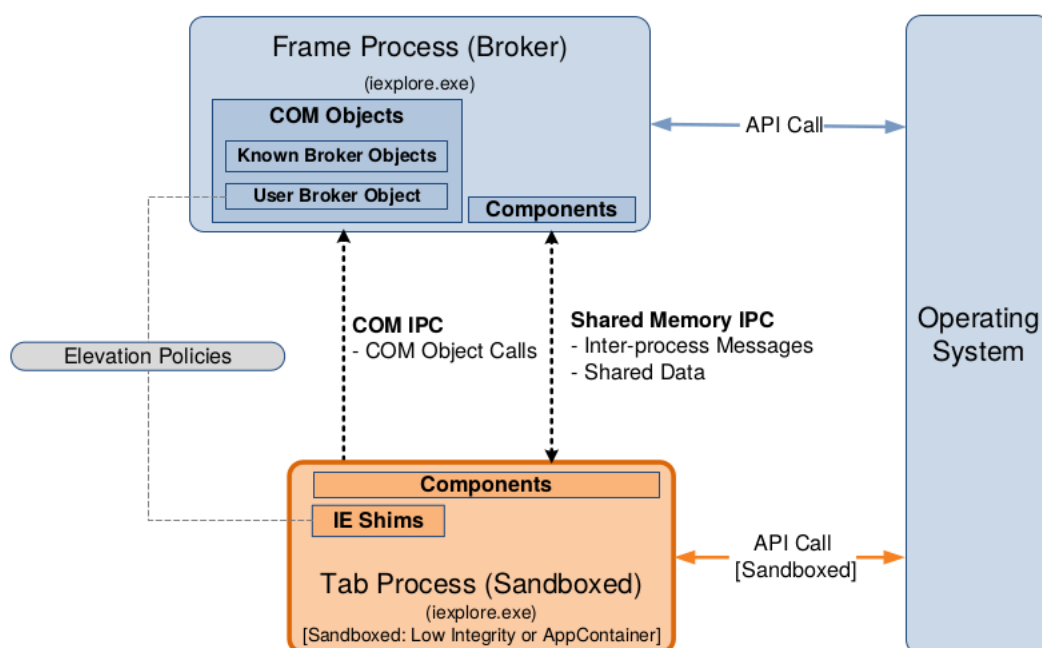 Frame Process (Broker)
(iexplore.exe)
COM Objects
Known Broker Objects
User Broker Object
Components
API Call
COM IPC
- COM Object Calls
Shared Memory IPC
- Inter-process Messages
- Shared Data
Elevation Policies
Operating
System
Components
IE Shims
Tab Process (Sandboxed)
(iexplore.exe)
[Sandboxed: Low Integrity or AppContainer]
API Call
[Sandboxed]